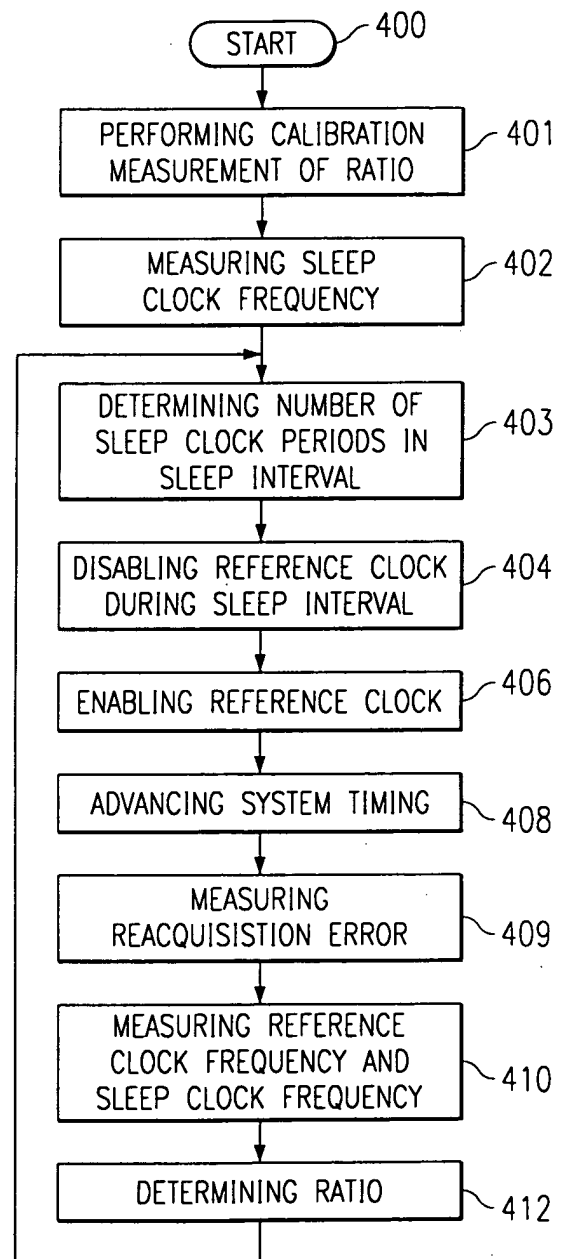 START
400
PERFORMING CALIBRATION
MEASUREMENT OF RATIO
401
MEASURING SLEEP
CLOCK FREQUENCY
402
DETERMINING NUMBER OF
SLEEP CLOCK PERIODS IN
SLEEP INTERVAL
403
DISABLING REFERENCE CLOCK
DURING SLEEP INTERVAL
404
ENABLING REFERENCE CLOCK
406
ADVANCING SYSTEM TIMING
408
MEASURING
REACQUISISTION ERROR
409
MEASURING REFERENCE
CLOCK FREQUENCY AND
SLEEP CLOCK FREQUENCY
410
DETERMINING RATIO
412